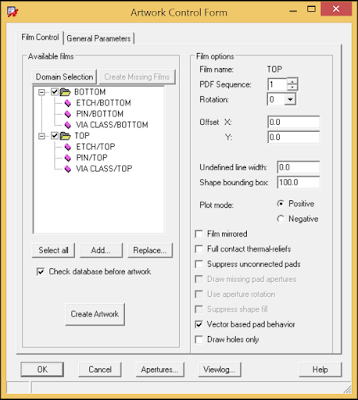 Artwork Control Form
Film Control
General Parameters
Available films
Domain Selection
Create Missing Films
BOTTOM
ETCH/BOTTOM
PIN/BOTTOM
VIA CLASS/BOTTOM
TOP
ETCH/TOP
PIN/TOP
VIA CLASS/TOP
Select all
Add...
Replace...
Check database before artwork
Create Artwork
Film options
Film name: TOP
PDF Sequence: 1
Rotation: 0
Offset X: 0.0
Y: 0.0
Undefined line width: 0.0
Shape bounding box: 100.0
Plot mode: Positive
Negative
Film mirrored
Full contact thermal-reliefs
Suppress unconnected pads
Draw missing pad apertures
Use aperture rotation
Suppress shape fill
Vector based pad behavior
Draw holes only
OK
Cancel
Apertures...
Viewlog...
Help